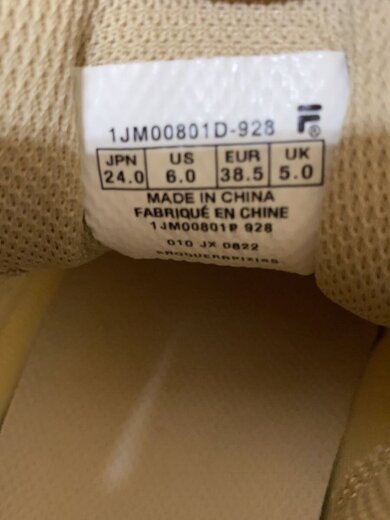 1JM00801D-928
F®
JPN US EUR UK
24.0 6.0 38.5 5.0
MADE IN CHINA
FABRIQUÉ EN CHINE
928
010 JX 0822